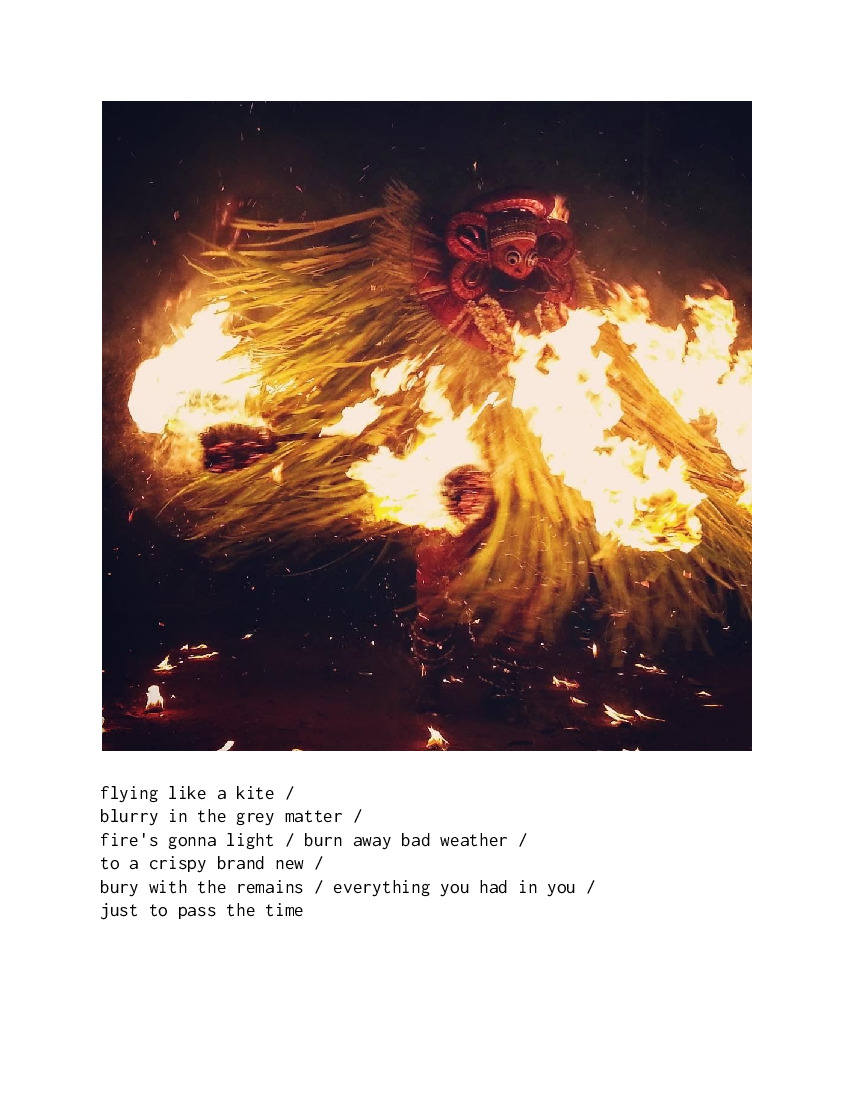 flying like a kite /
blurry in the grey matter /
fire's gonna light / burn away bad weather /
to a crispy brand new /
bury with the remains / everything you had in you /
just to pass the time